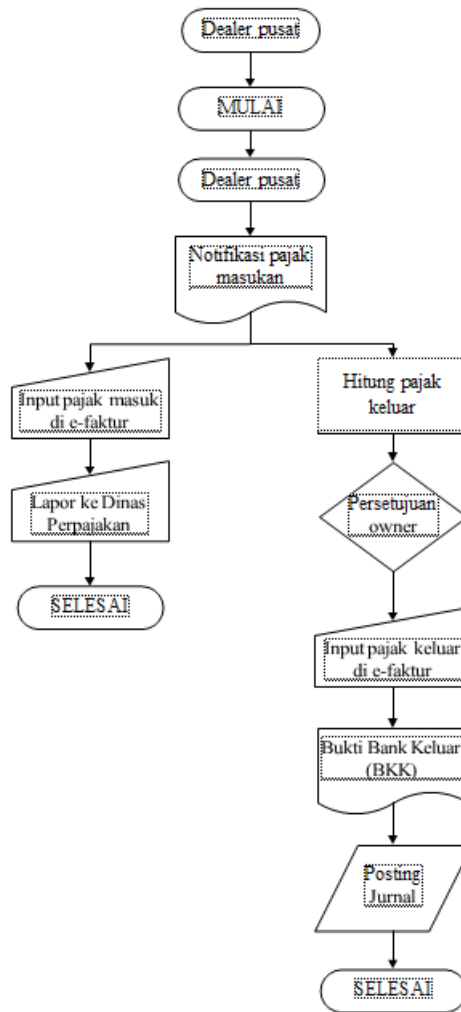 Dealer pusat
MULAI
Dealer pusat
Notifikasi pajak
masukan
Input pajak masuk
di e-faktur
Lapor ke Dinas
Perpajakan
SELESAI
Hitung pajak
keluar
Persetujuan
owner
Input pajak keluar
di e-faktur
Bukti Bank Keluar
(BKK)
Posting
Jurnal
SELESAI